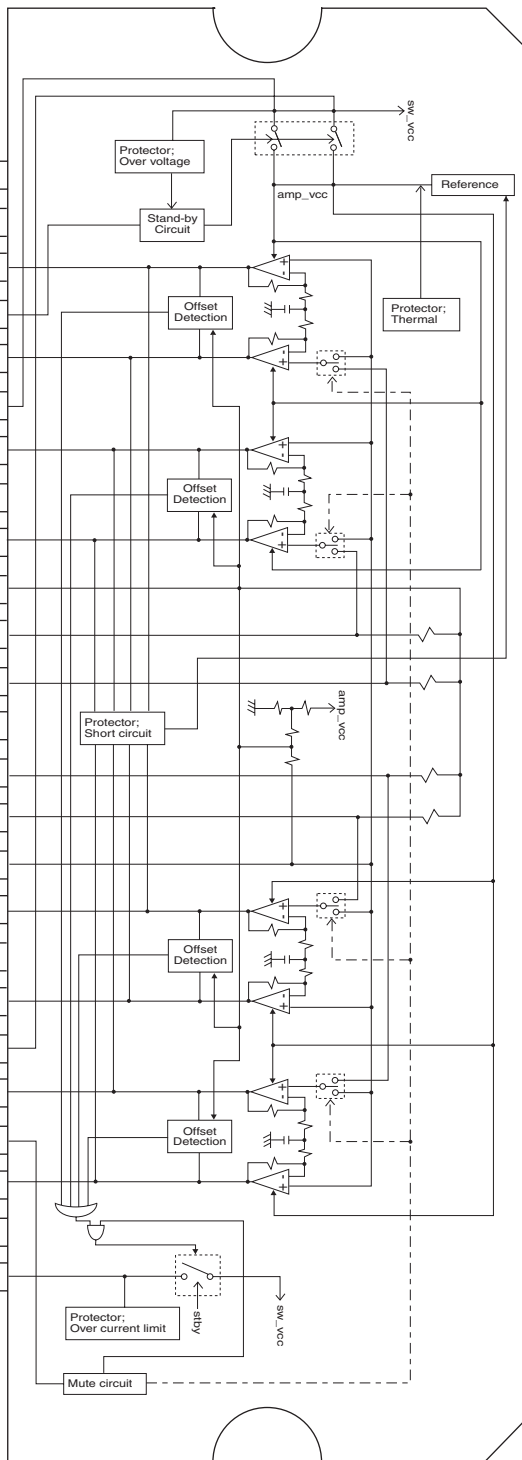 sw_vcc
Protector;
Over voltage
Stand-by
Circuit
amp_vcc
Reference
Protector;
Thermal
+
-
Offset
Detection
-
+
+
-
Offset
Detection
-
+
Protector;
Short circuit
amp_vcc
+
-
Offset
Detection
-
+
+
-
Offset
Detection
-
+
Protector;
Over current limit
stby
sw_vcc
Mute circuit